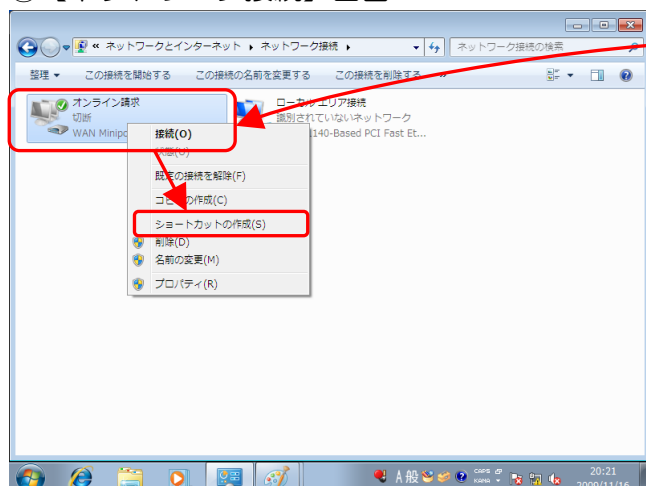 ≪ ネットワークとインターネット ▸ ネットワーク接続 ▸
ネットワーク接続の検索
整理 ▼ この接続を開始する この接続の名前を変更する この接続を削除する »
オンライン請求
切断
WAN Minipo
ローカル エリア接続
識別されていないネットワーク
140-Based PCI Fast Et...
接続(O)
状態(U)
既定の接続を解除(F)
コピーの作成(C)
ショートカットの作成(S)
削除(D)
名前の変更(M)
プロパティ(R)
A 般
CAPS
KANA
20:21
2009/11/16